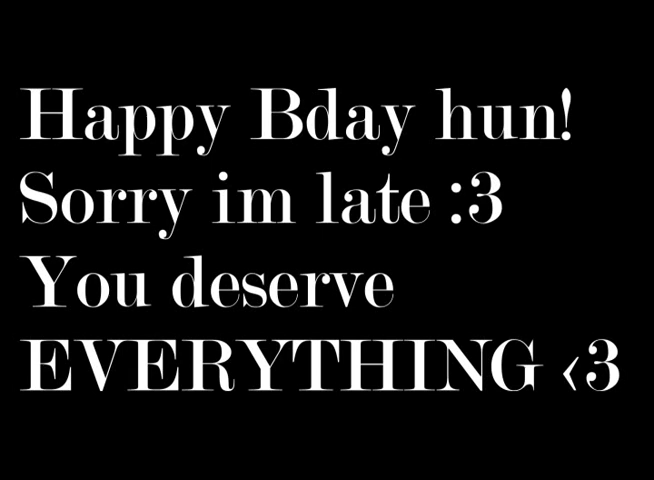 Happy Bday hun!
Sorry im late :3
You deserve
EVERYTHING <3